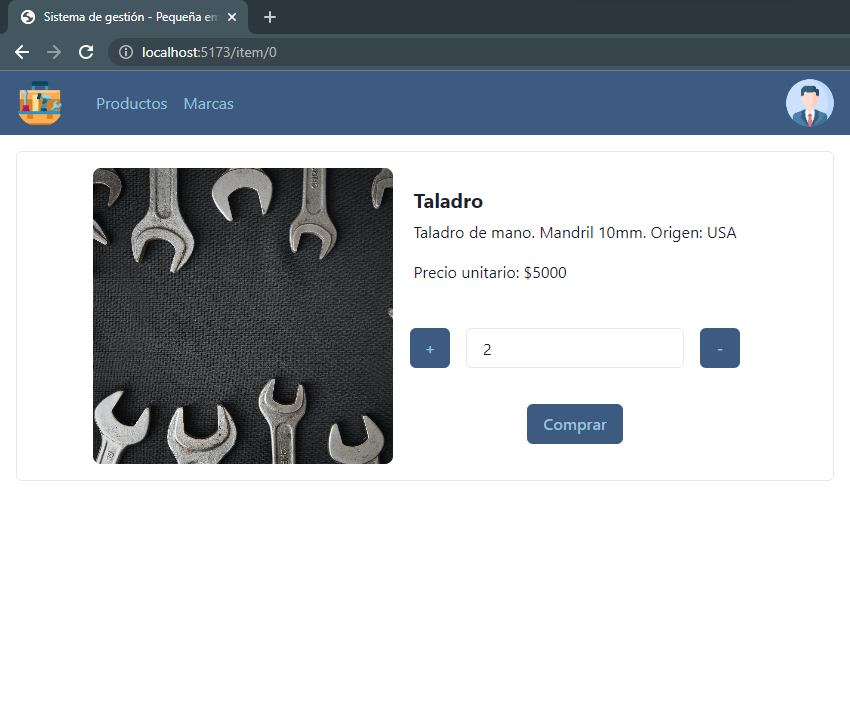 Sistema de gestión - Pequeña em
localhost:5173/item/0
Productos Marcas
Taladro
Taladro de mano. Mandril 10mm. Origen: USA
Precio unitario: $5000
+ 2 -
Comprar